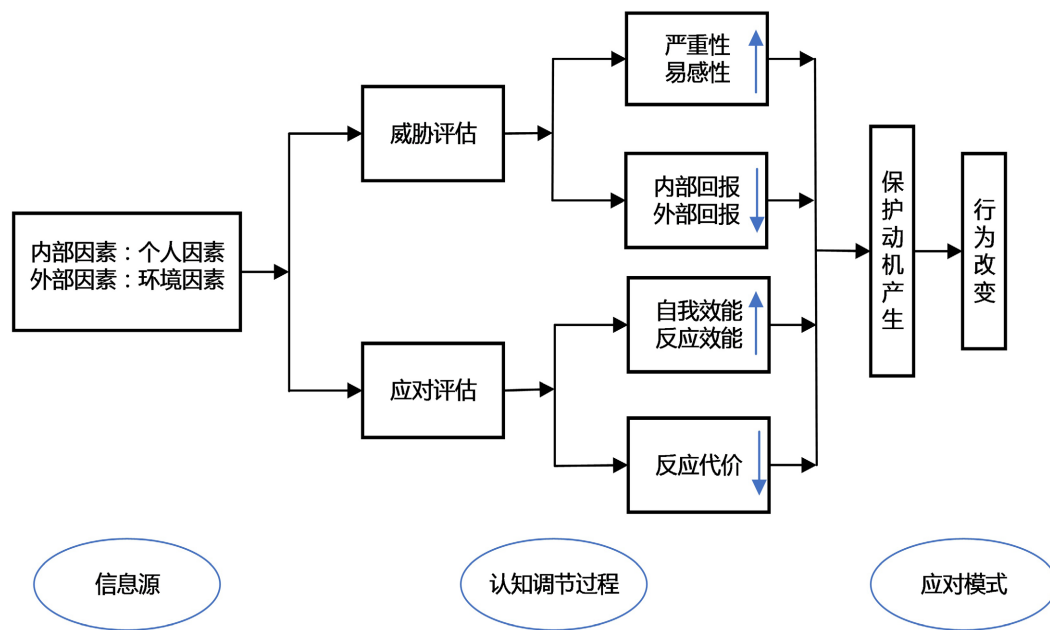 内部因素：个人因素
外部因素：环境因素
威胁评估
应对评估
严重性
易感性
内部回报
外部回报
自我效能
反应效能
反应代价
保护动机产生
行为改变
信息源
认知调节过程
应对模式